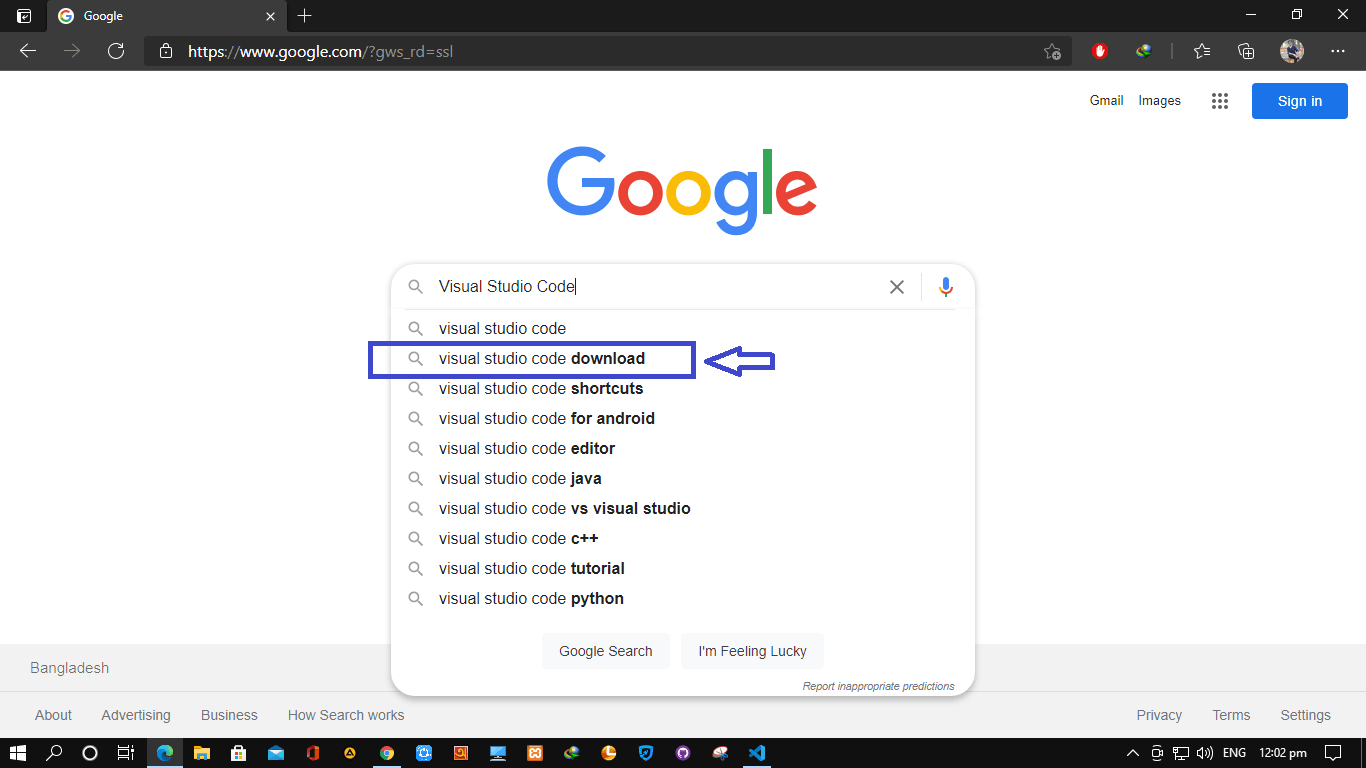 Google
https://www.google.com/?gws_rd=ssl
Gmail Images Sign in
Google
Visual Studio Code
visual studio code
visual studio code download
visual studio code shortcuts
visual studio code for android
visual studio code editor
visual studio code java
visual studio code vs visual studio
visual studio code c++
visual studio code tutorial
visual studio code python
Google Search I'm Feeling Lucky
Report inappropriate predictions
Bangladesh
About Advertising Business How Search works Privacy Terms Settings
ENG 12:02 pm